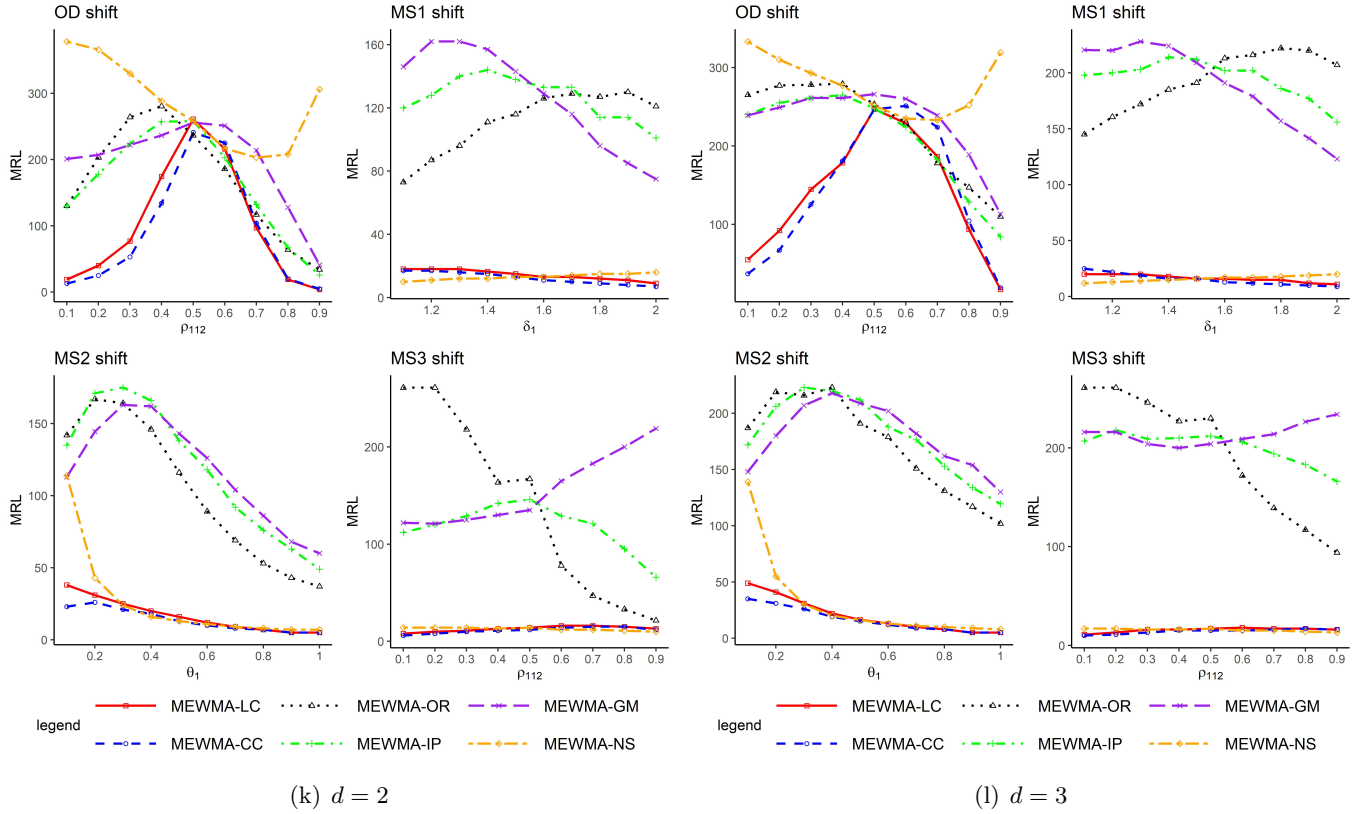 OD shift
MRL
300
200
100
0
0.1 0.2 0.3 0.4 0.5 0.6 0.7 0.8 0.9
ρ112
MS1 shift
MRL
160
120
80
40
0
1.2 1.4 1.6 1.8 2
δ1
MS2 shift
MRL
150
100
50
0
0.2 0.4 0.6 0.8 1
θ1
MS3 shift
MRL
200
100
0
0.1 0.2 0.3 0.4 0.5 0.6 0.7 0.8 0.9
ρ112
legend
MEWMA-LC MEWMA-OR MEWMA-GM
MEWMA-CC MEWMA-IP MEWMA-NS
(k) d = 2
OD shift
MRL
300
200
100
0.1 0.2 0.3 0.4 0.5 0.6 0.7 0.8 0.9
ρ112
MS1 shift
MRL
200
150
100
50
0
1.2 1.4 1.6 1.8 2
δ1
MS2 shift
MRL
200
150
100
50
0
0.2 0.4 0.6 0.8 1
θ1
MS3 shift
MRL
200
100
0
0.1 0.2 0.3 0.4 0.5 0.6 0.7 0.8 0.9
ρ112
legend
MEWMA-LC MEWMA-OR MEWMA-GM
MEWMA-CC MEWMA-IP MEWMA-NS
(l) d = 3